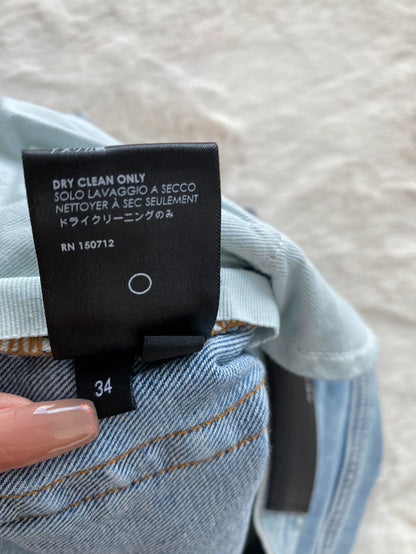 DRY CLEAN ONLY
SOLO LAVAGGIO A SECCO
NETTOYER À SEC SEULEMENT
ドライクリーニングのみ
RN 150712
34